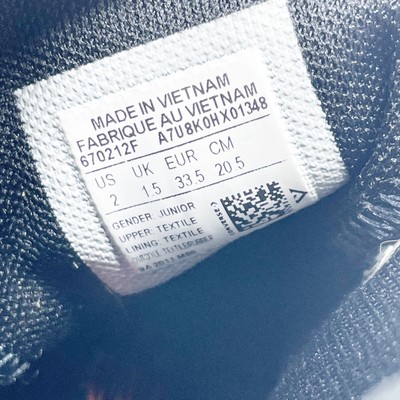 MADE IN VIETNAM
FABRIQUE AU VIETNAM
670212F A7U8K0HX01348
US UK EUR CM
2 1.5 33.5 20.5
GENDER: JUNIOR
UPPER: TEXTILE
LINING: TEXTILE